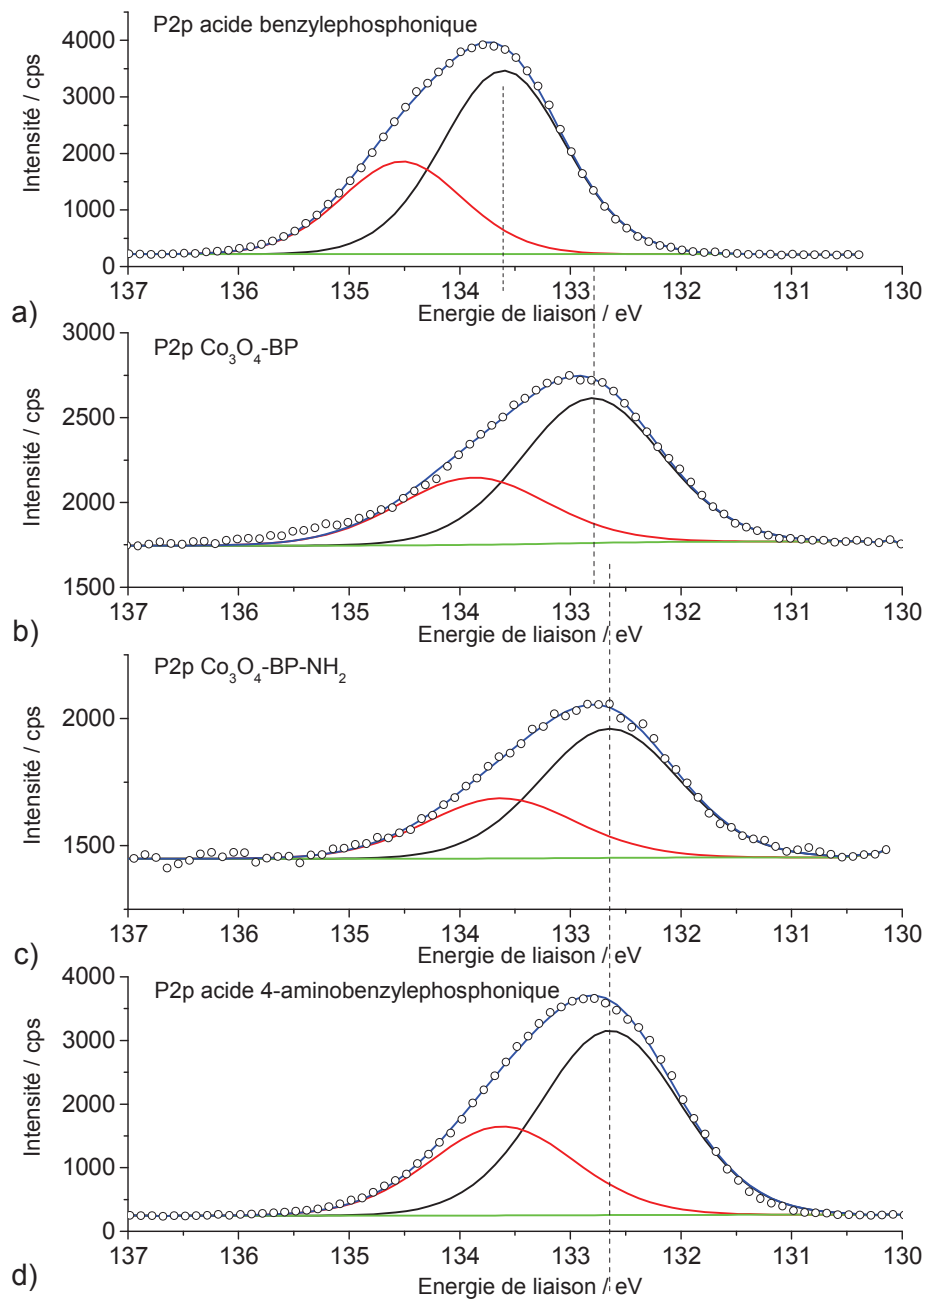 P2p acide benzylephosphonique
4000
3000
2000
1000
0
Intensité / cps
137 136 135 134 133 132 131 130
Energie de liaison / eV
a)
P2p Co₃O₄-BP
3000
2500
2000
1500
Intensité / cps
137 136 135 134 133 132 131 130
Energie de liaison / eV
b)
P2p Co₃O₄-BP-NH₂
2000
1500
Intensité / cps
137 136 135 134 133 132 131 130
Energie de liaison / eV
c)
P2p acide 4-aminobenzylephosphonique
4000
3000
2000
1000
0
Intensité / cps
137 136 135 134 133 132 131 130
Energie de liaison / eV
d)